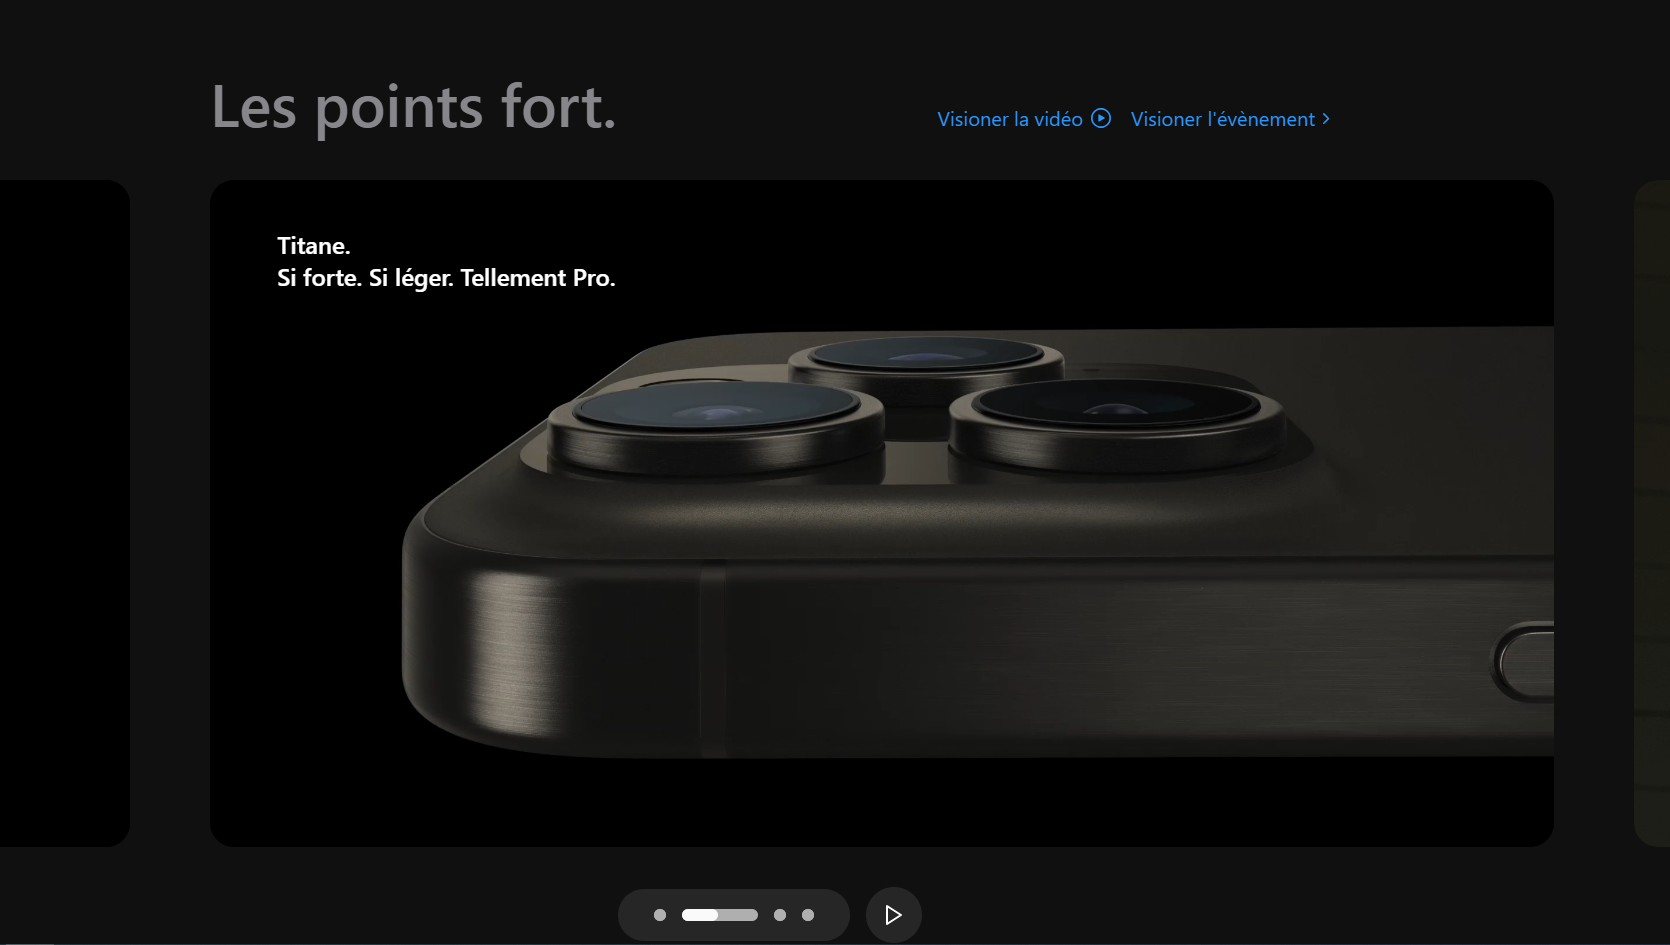 Les points fort.
Visioner la vidéo
Visioner l'évènement
Titane.
Si forte. Si léger. Tellement Pro.